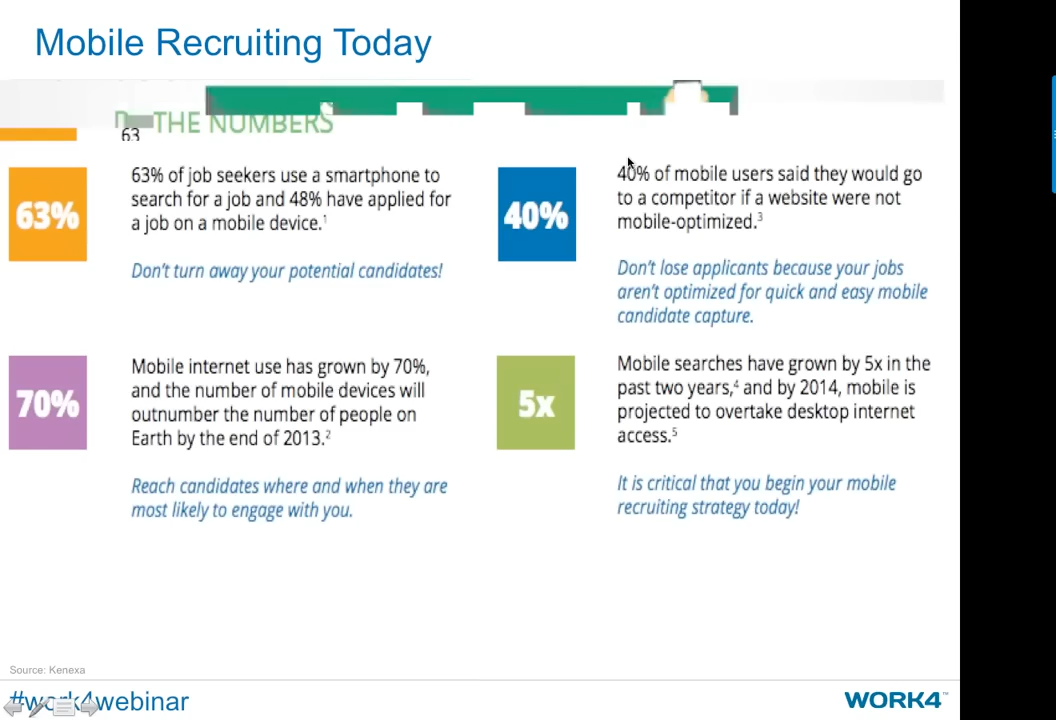 Mobile Recruiting Today
THE NUMBERS
63
63%
63% of job seekers use a smartphone to
search for a job and 48% have applied for
a job on a mobile device.¹
Don't turn away your potential candidates!
40%
40% of mobile users said they would go
to a competitor if a website were not
mobile-optimized.³
Don't lose applicants because your jobs
aren't optimized for quick and easy mobile
candidate capture.
70%
Mobile internet use has grown by 70%,
and the number of mobile devices will
outnumber the number of people on
Earth by the end of 2013.²
Reach candidates where and when they are
most likely to engage with you.
5x
Mobile searches have grown by 5x in the
past two years,⁴ and by 2014, mobile is
projected to overtake desktop internet
access.⁵
It is critical that you begin your mobile
recruiting strategy today!
Source: Kenexa
#work4webinar
WORK4™